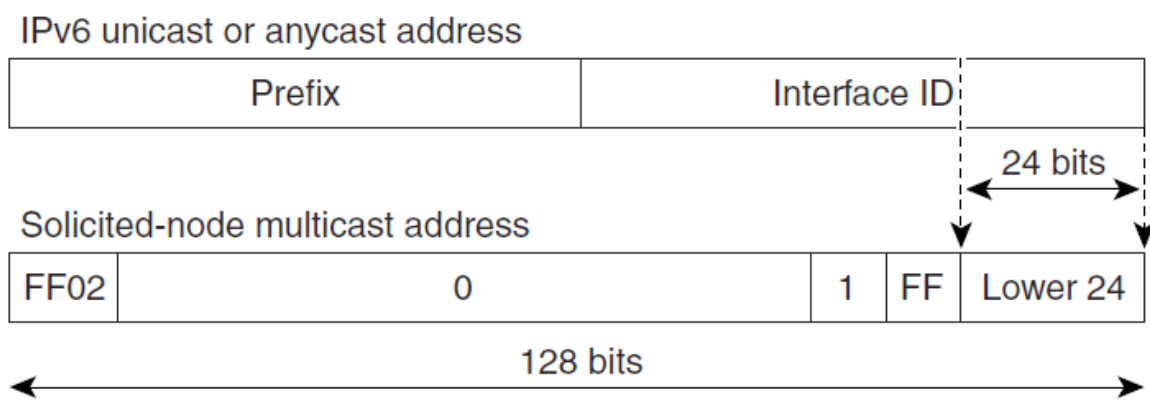 IPv6 unicast or anycast address
Prefix Interface ID
24 bits
Solicited-node multicast address
FF02 0 1 FF Lower 24
128 bits